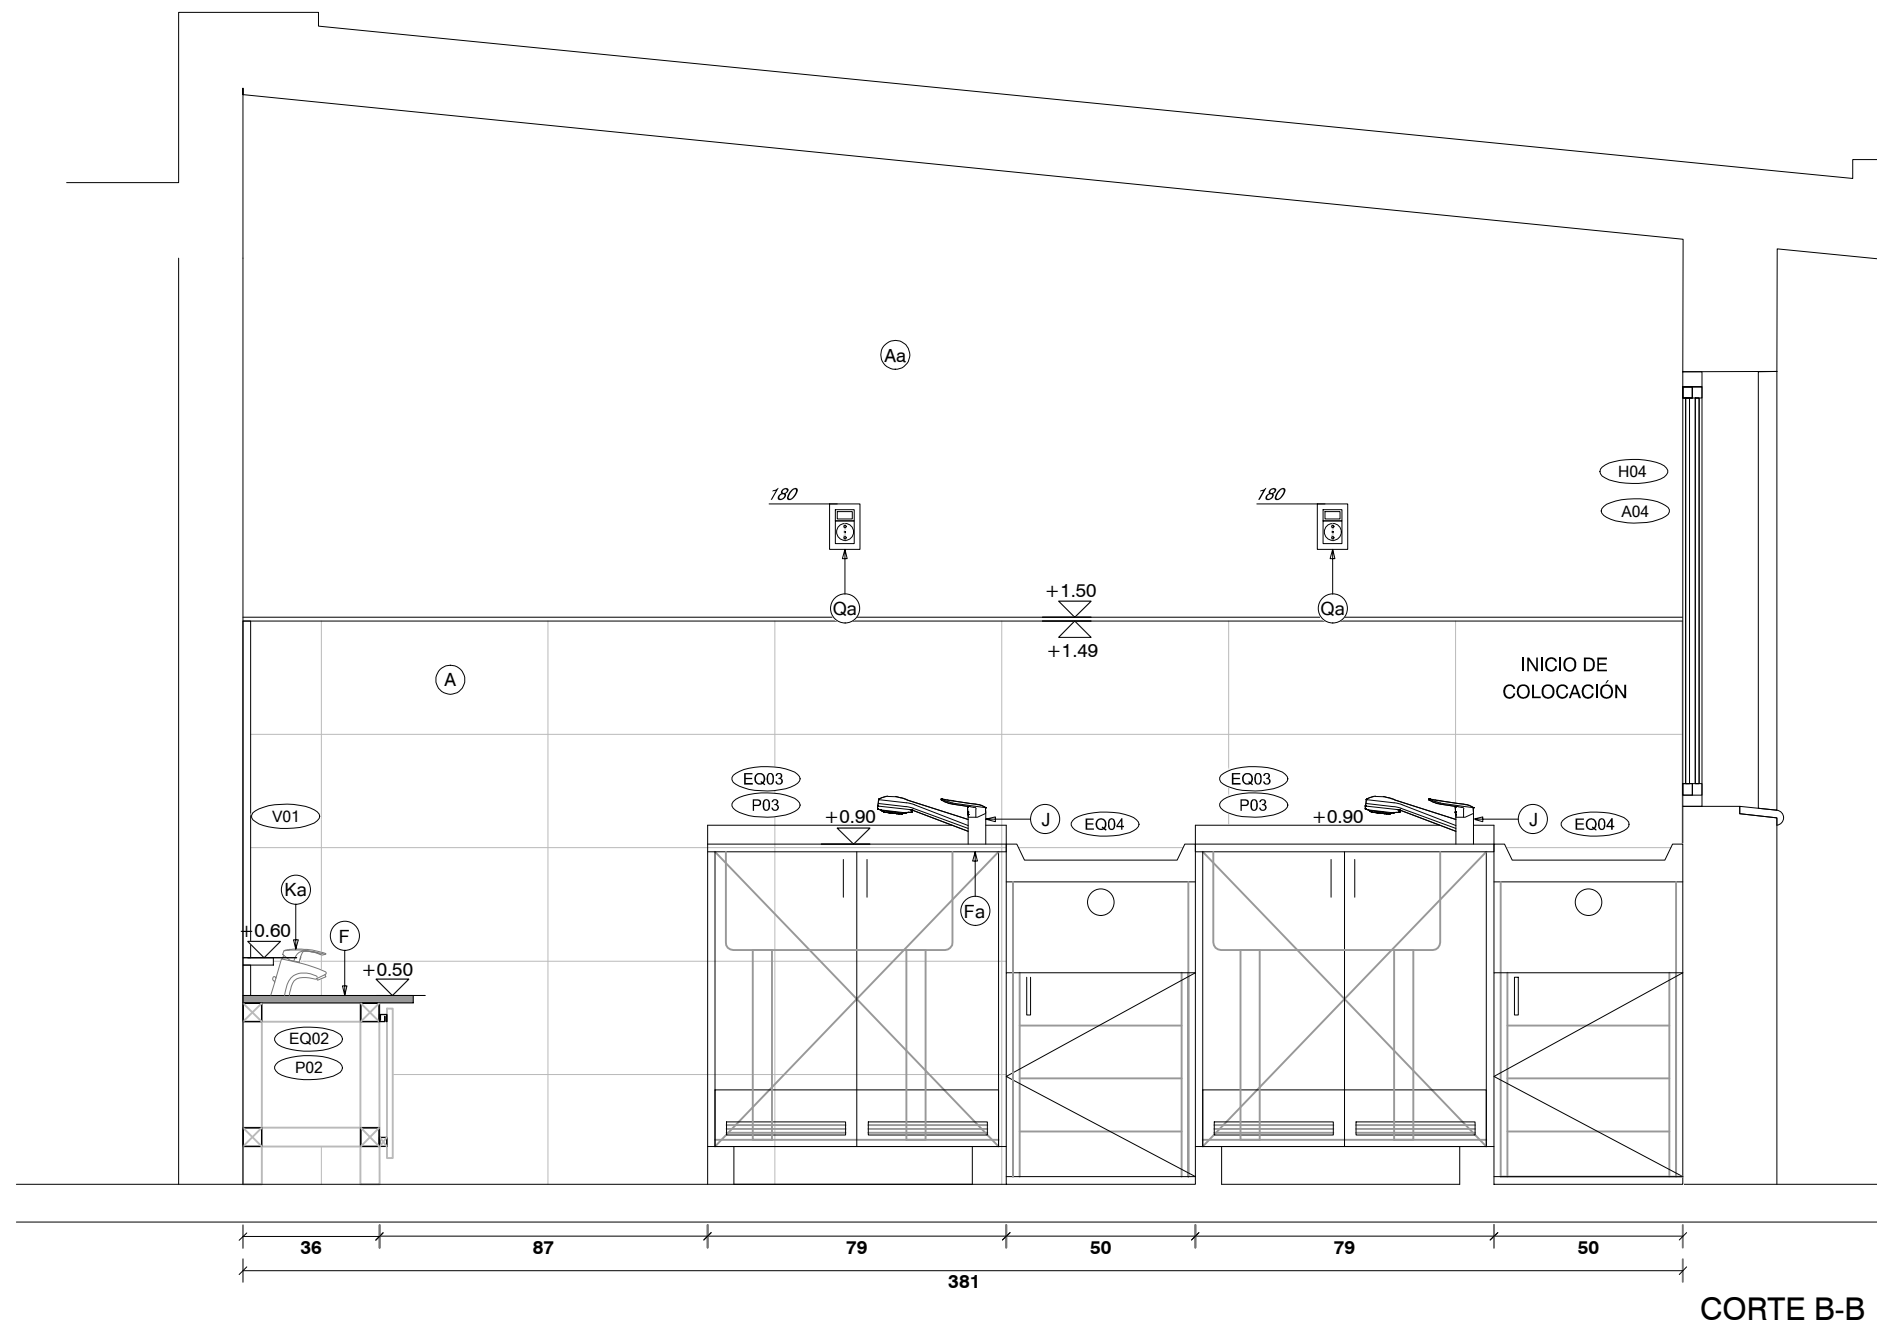 Aa
H04
180
180
A04
+1.50
Qa
Qa
+1.49
INICIO DE
COLOCACIÓN
A
EQ03
EQ03
P03
P03
V01
+0.90
J
EQ04
+0.90
J
EQ04
Ka
Fa
+0.60
F
+0.50
EQ02
P02
36
87
79
50
79
50
381
CORTE B-B